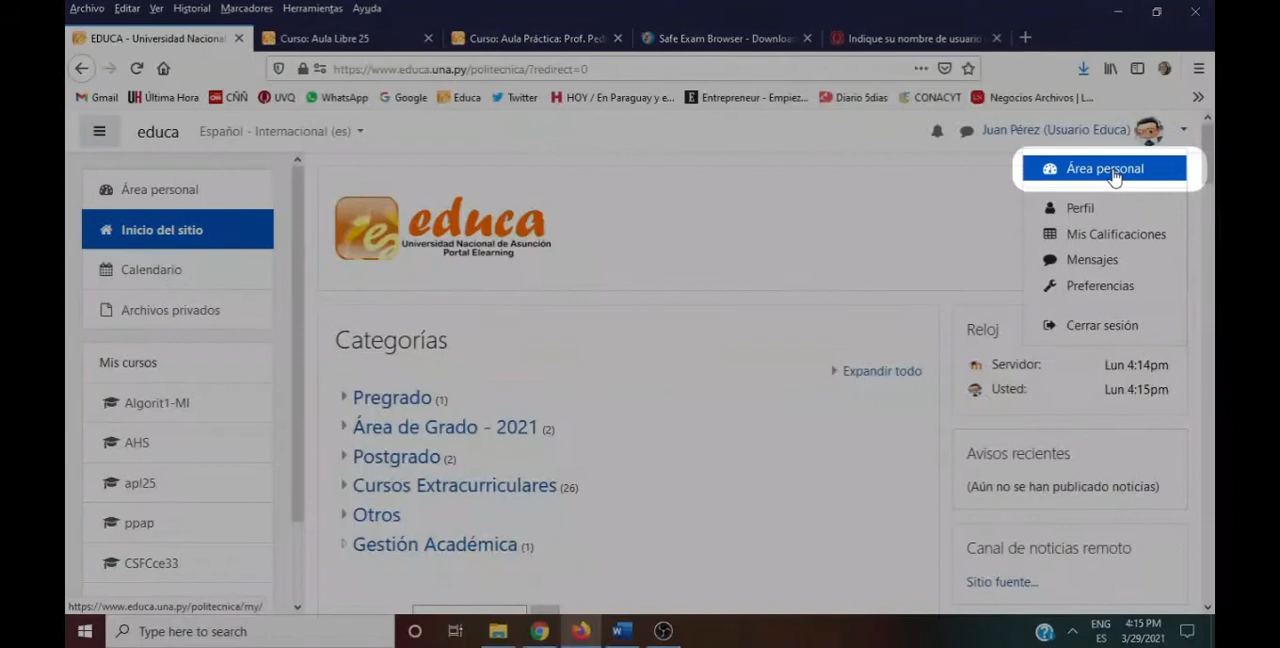 Archivo Editar Ver Historial Marcadores Herramientas Ayuda
EDUCA - Universidad Nacional
Curso: Aula Libre 25
Curso: Aula Práctica: Prof. Ped
Safe Exam Browser - Downloa
Indique su nombre de usuario
https://www.educa.una.py/politecnica/?redirect=0
Gmail
Última Hora
CÑÑ
UVQ
WhatsApp
Google
Educa
Twitter
HOY / En Paraguay y e...
Entrepreneur - Empiez...
Diario 5dias
CONACYT
Negocios Archivos | L...
educa
Español - Internacional (es)
Juan Pérez (Usuario Educa)
Área personal
Perfil
Mis Calificaciones
Mensajes
Preferencias
Cerrar sesión
Área personal
Inicio del sitio
Calendario
Archivos privados
Mis cursos
Algorit1-MI
AHS
apl25
ppap
CSFCce33
educa
Universidad Nacional de Asunción
Portal Elearning
Categorías
Expandir todo
Pregrado (1)
Área de Grado - 2021 (2)
Postgrado (2)
Cursos Extracurriculares (26)
Otros
Gestión Académica (1)
Reloj
Servidor: Lun 4:14pm
Usted: Lun 4:15pm
Avisos recientes
(Aún no se han publicado noticias)
Canal de noticias remoto
Sitio fuente...
https://www.educa.una.py/politecnica/my/
Type here to search
ENG
ES
4:15 PM
3/29/2021